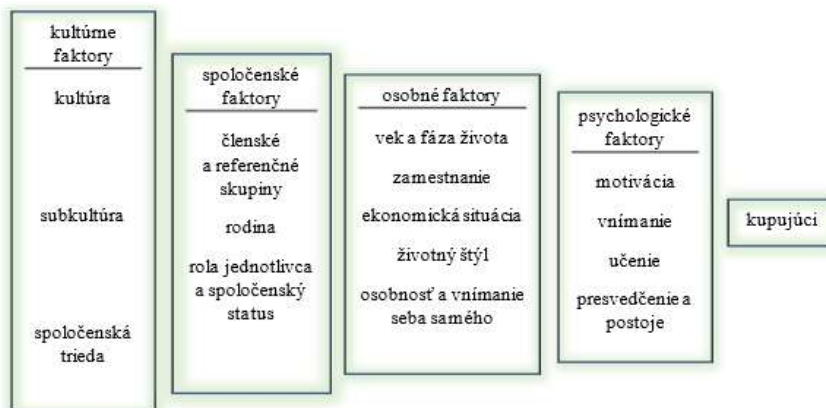 kultúrne
faktory
kultúra
subkultúra
spoločenská
trieda
spoločenské
faktory
členské
a referenčné
skupiny
rodina
rola jednotlivca
a spoločenský
status
osobné faktory
vek a fáza života
zamestnanie
ekonomická situácia
životný štýl
osobnosť a vnímanie
seba samého
psychologické
faktory
motivácia
vnímanie
učenie
presvedčenie a
postoje
kupujúci